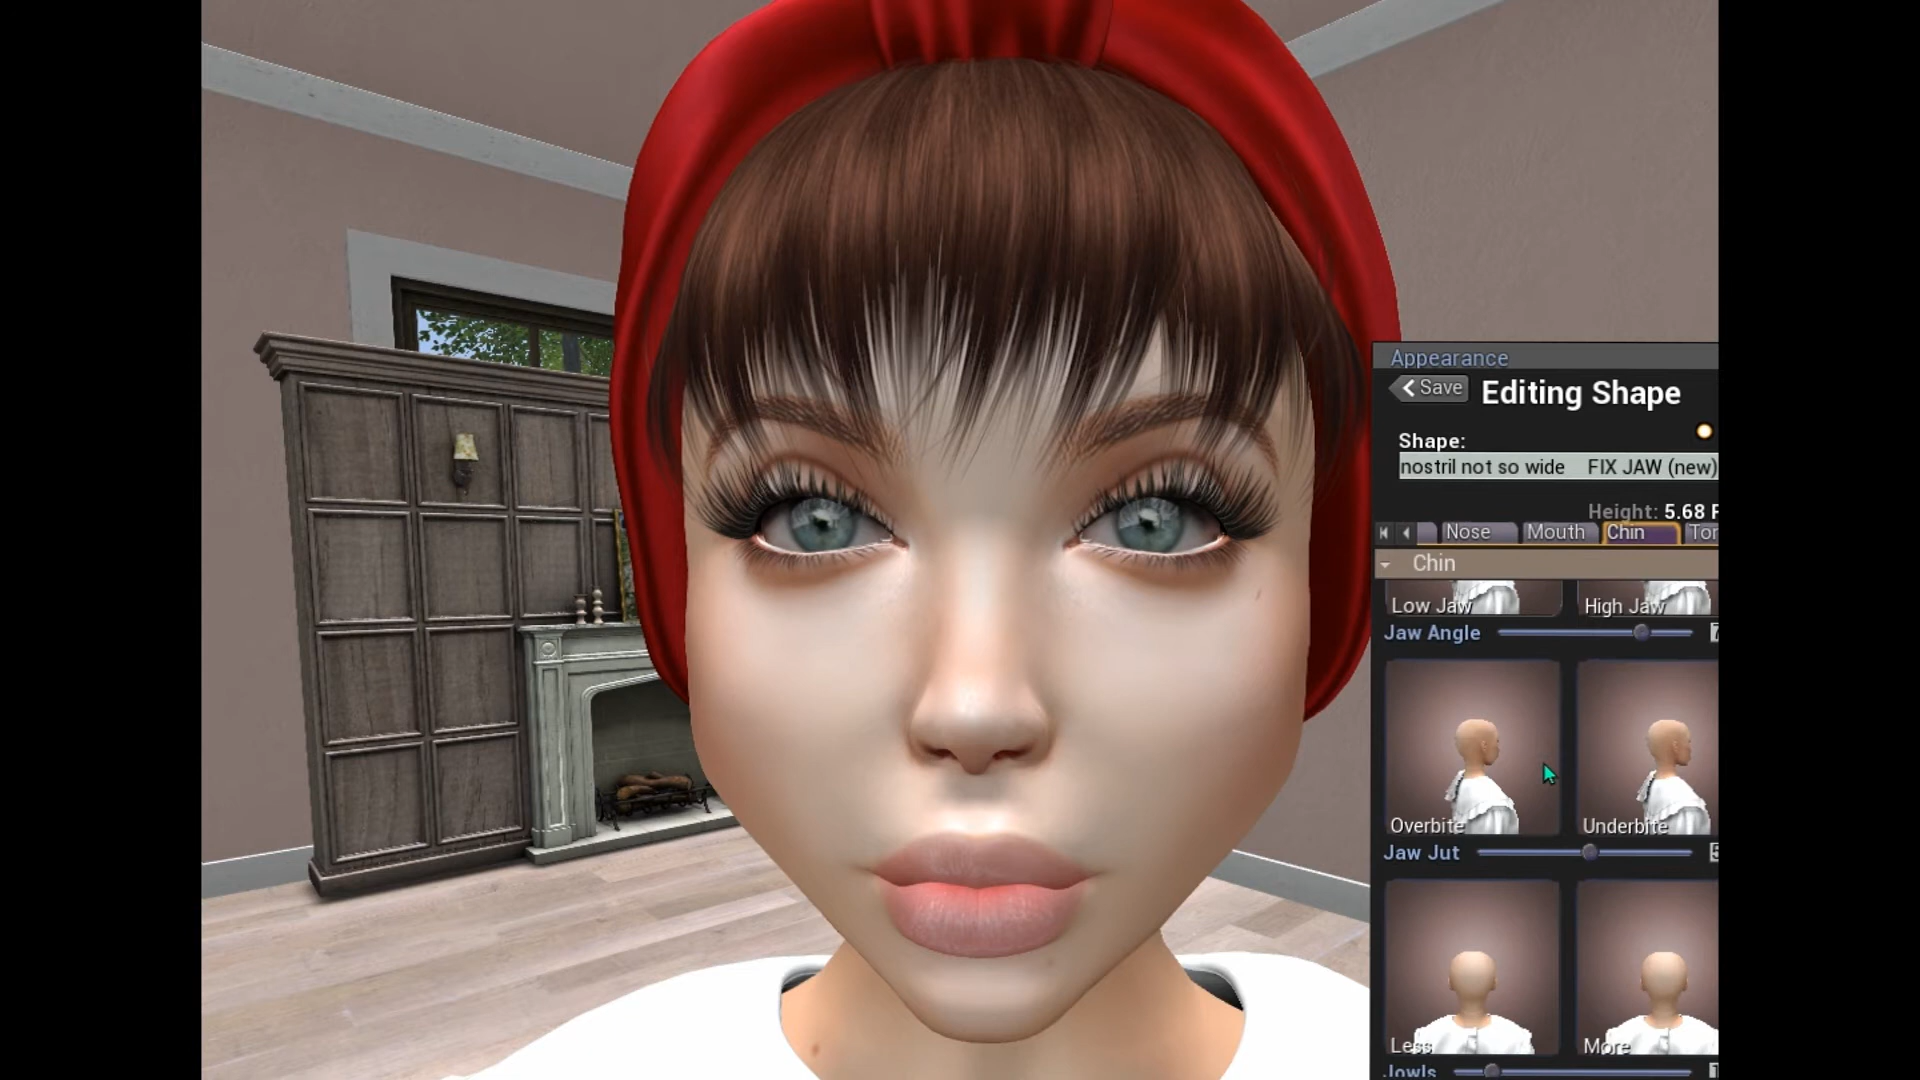 Appearance
Save Editing Shape
Shape:
nostril not so wide FIX JAW (new)
Height: 5.68
Nose Mouth Chin
Chin
Low Jaw High Jaw
Jaw Angle
Overbite Underbite
Jaw Jut
Less More
Jowls